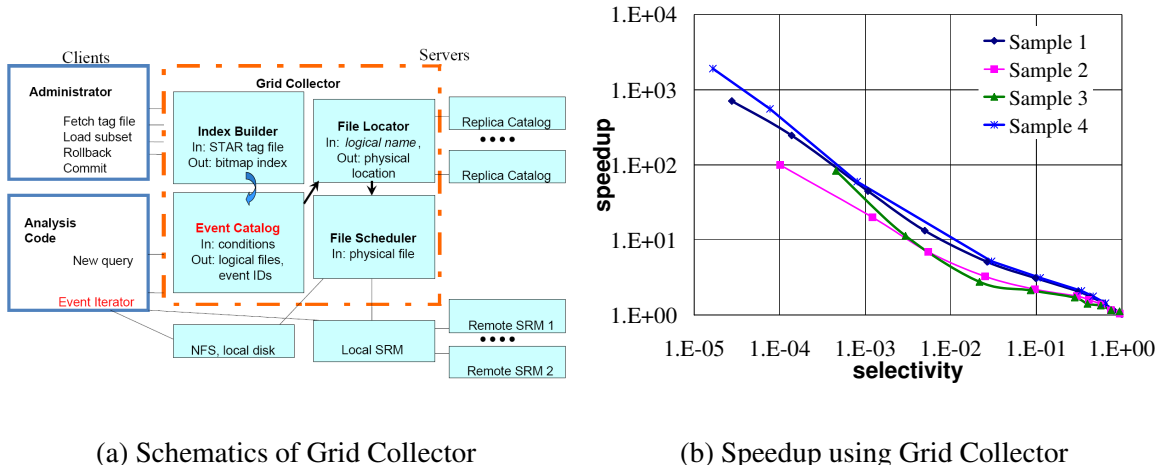 Clients
Servers
Administrator
Fetch tag file
Load subset
Rollback
Commit
Analysis
Code
New query
Event Iterator
Grid Collector
Index Builder
In: STAR tag file
Out: bitmap index
File Locator
In: logical name,
Out: physical
location
Event Catalog
In: conditions
Out: logical files,
event IDs
File Scheduler
In: physical file
Replica Catalog
Replica Catalog
NFS, local disk
Local SRM
Remote SRM 1
Remote SRM 2
(a) Schematics of Grid Collector
speedup
1.E+04
1.E+03
1.E+02
1.E+01
1.E+00
Sample 1
Sample 2
Sample 3
Sample 4
1.E-05 1.E-04 1.E-03 1.E-02 1.E-01 1.E+00
selectivity
(b) Speedup using Grid Collector